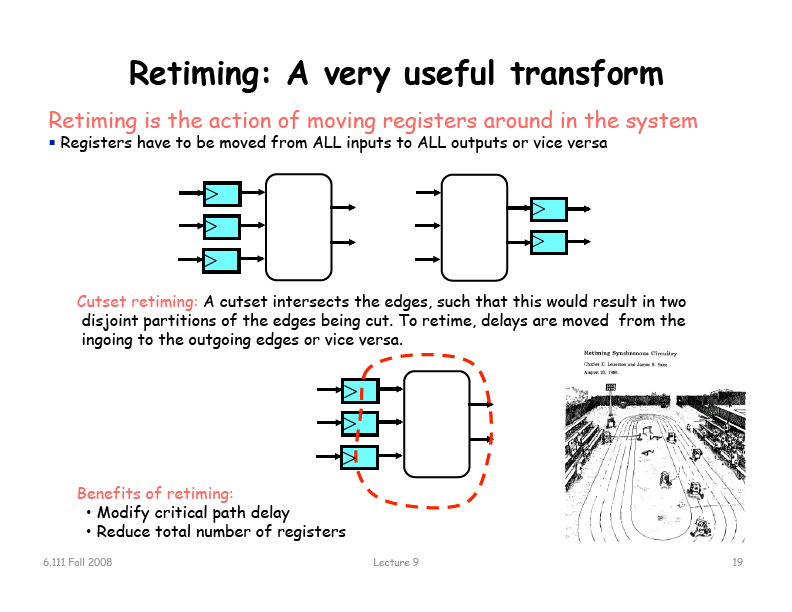 Retiming: A very useful transform
Retiming is the action of moving registers around in the system
▪ Registers have to be moved from ALL inputs to ALL outputs or vice versa
Cutset retiming: A cutset intersects the edges, such that this would result in two
disjoint partitions of the edges being cut. To retime, delays are moved from the
ingoing to the outgoing edges or vice versa.
Retiming Synchronous Circuitry
Charles E. Leiserson and James B. Saxe
August 20, 1986.
Benefits of retiming:
• Modify critical path delay
• Reduce total number of registers
6.111 Fall 2008
Lecture 9
19